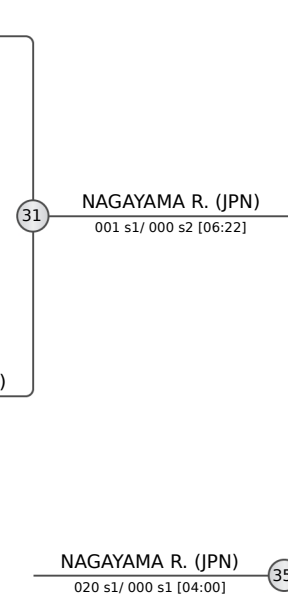 31
NAGAYAMA R. (JPN)
001 s1/ 000 s2 [06:22]
)
NAGAYAMA R. (JPN)
35
020 s1/ 000 s1 [04:00]